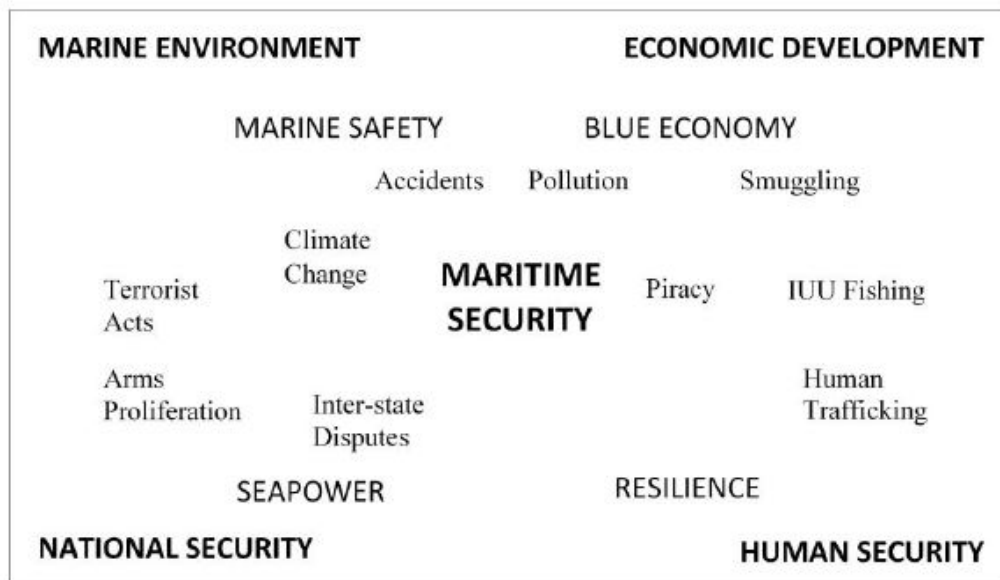 MARINE ENVIRONMENT
ECONOMIC DEVELOPMENT
MARINE SAFETY
BLUE ECONOMY
Accidents
Pollution
Smuggling
Climate
Change
MARITIME
SECURITY
Terrorist
Acts
Piracy
IUU Fishing
Arms
Proliferation
Inter-state
Disputes
Human
Trafficking
SEAPOWER
RESILIENCE
NATIONAL SECURITY
HUMAN SECURITY